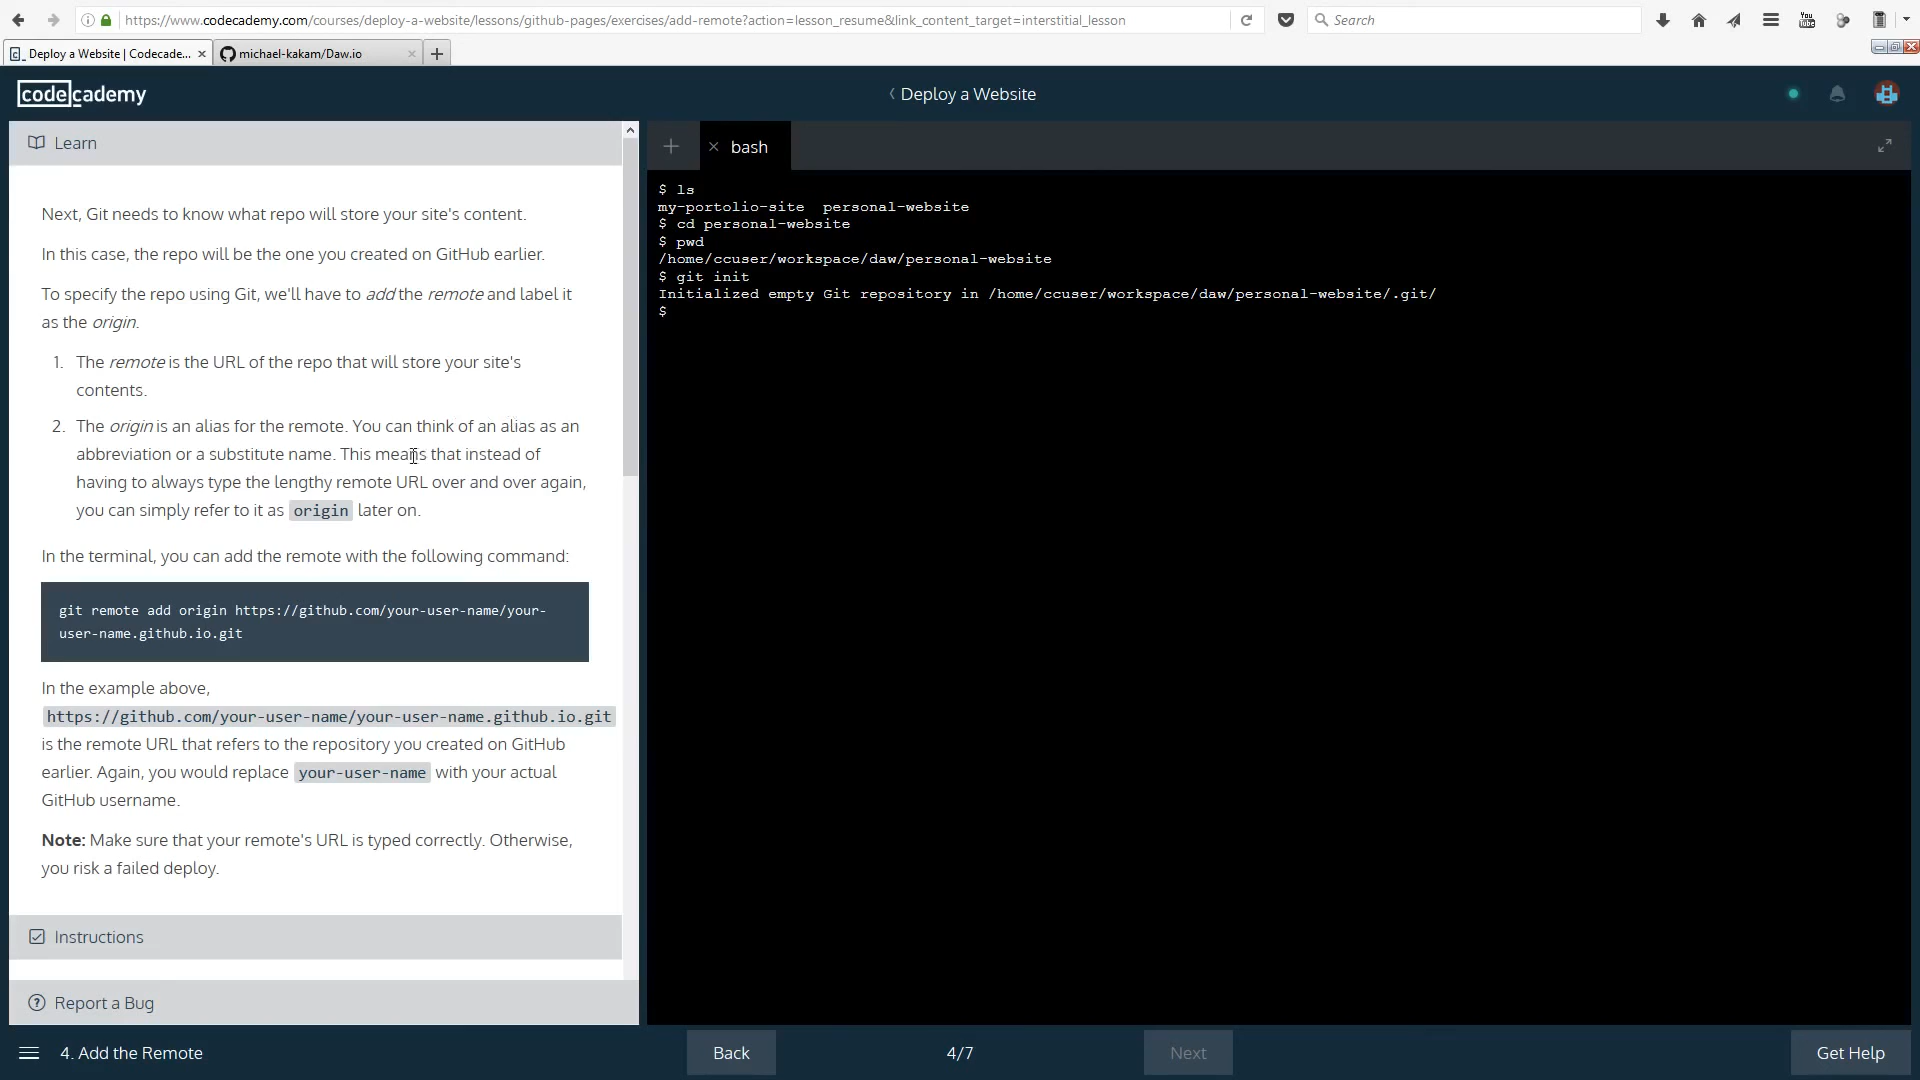 https://www.codecademy.com/courses/deploy-a-website/lessons/github-pages/exercises/add-remote?action=lesson_resume&link_content_target=interstitial_lesson
Search
You
Tube
c_ Deploy a Website | Codecade...
michael-kakam/Daw.io
codecademy
Deploy a Website
Learn
bash
Next, Git needs to know what repo will store your site's content.
In this case, the repo will be the one you created on GitHub earlier.
To specify the repo using Git, we'll have to add the remote and label it
as the origin.
1. The remote is the URL of the repo that will store your site's
contents.
2. The origin is an alias for the remote. You can think of an alias as an
abbreviation or a substitute name. This means that instead of
having to always type the lengthy remote URL over and over again,
you can simply refer to it as origin later on.
In the terminal, you can add the remote with the following command:
git remote add origin https://github.com/your-user-name/your-
user-name.github.io.git
In the example above,
https://github.com/your-user-name/your-user-name.github.io.git
is the remote URL that refers to the repository you created on GitHub
earlier. Again, you would replace your-user-name with your actual
GitHub username.
Note: Make sure that your remote's URL is typed correctly. Otherwise,
you risk a failed deploy.
Instructions
Report a Bug
$ ls
my-portolio-site  personal-website
$ cd personal-website
$ pwd
/home/ccuser/workspace/daw/personal-website
$ git init
Initialized empty Git repository in /home/ccuser/workspace/daw/personal-website/.git/
$
4. Add the Remote
Back
4/7
Next
Get Help